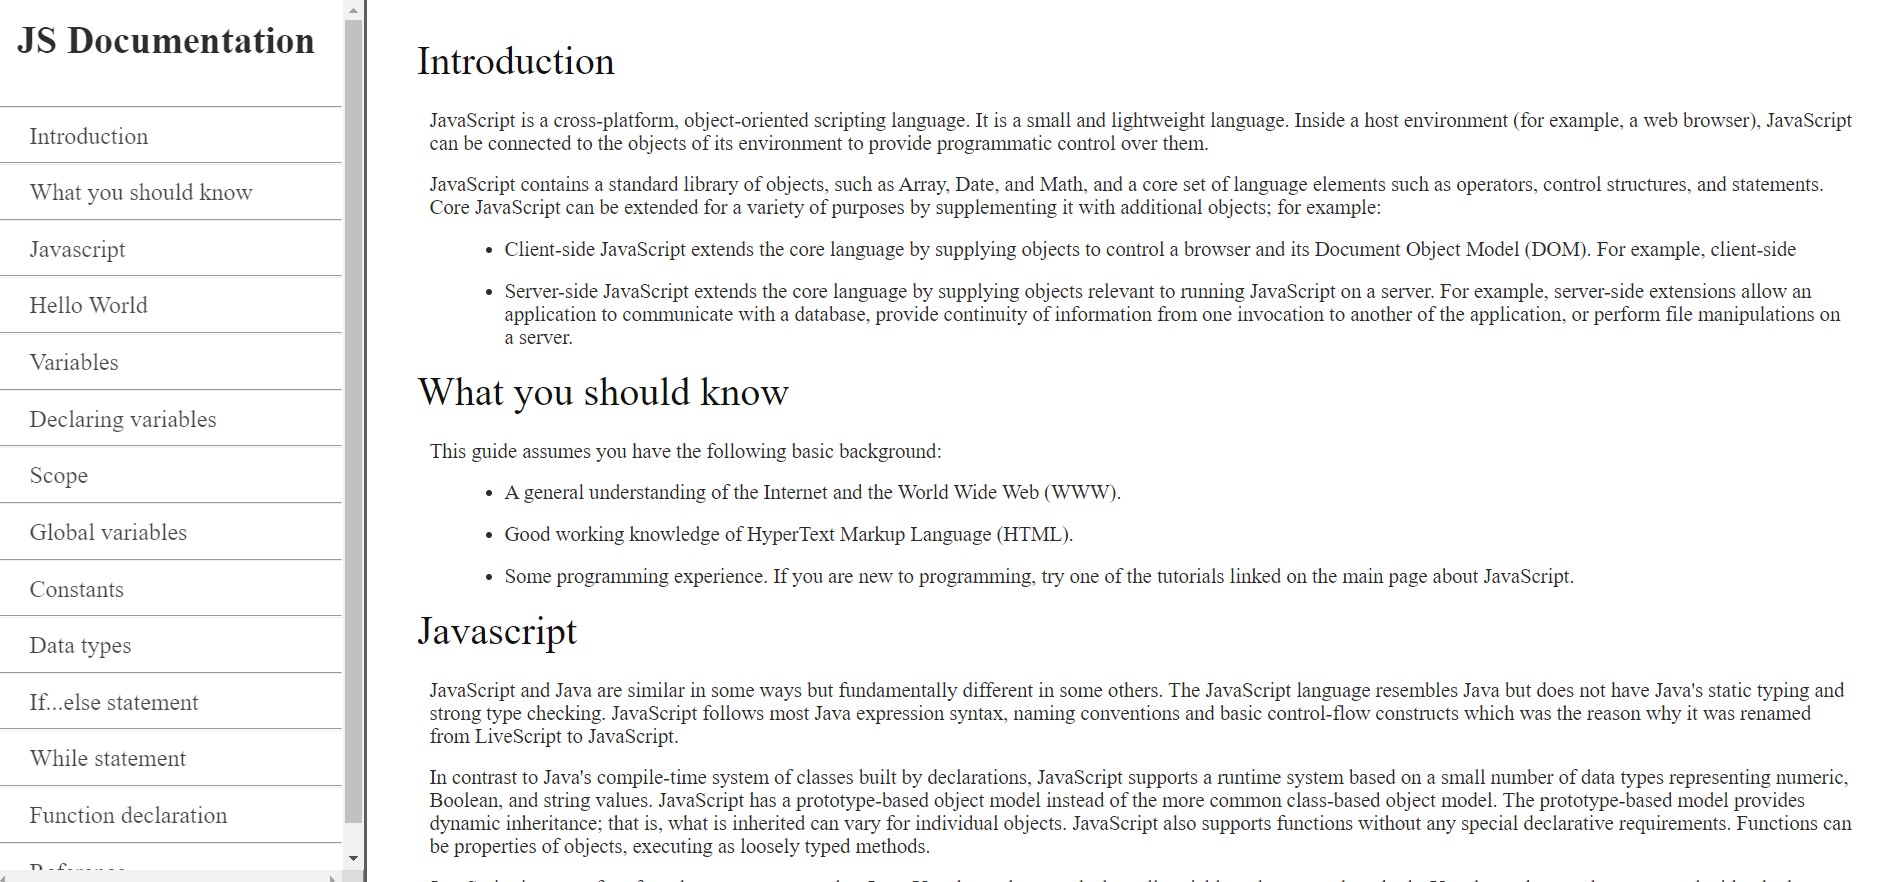 JS Documentation
Introduction
What you should know
Javascript
Hello World
Variables
Declaring variables
Scope
Global variables
Constants
Data types
If...else statement
While statement
Function declaration
Reference
Introduction
JavaScript is a cross-platform, object-oriented scripting language. It is a small and lightweight language. Inside a host environment (for example, a web browser), JavaScript
can be connected to the objects of its environment to provide programmatic control over them.
JavaScript contains a standard library of objects, such as Array, Date, and Math, and a core set of language elements such as operators, control structures, and statements.
Core JavaScript can be extended for a variety of purposes by supplementing it with additional objects; for example:
• Client-side JavaScript extends the core language by supplying objects to control a browser and its Document Object Model (DOM). For example, client-side
• Server-side JavaScript extends the core language by supplying objects relevant to running JavaScript on a server. For example, server-side extensions allow an
application to communicate with a database, provide continuity of information from one invocation to another of the application, or perform file manipulations on
a server.
What you should know
This guide assumes you have the following basic background:
• A general understanding of the Internet and the World Wide Web (WWW).
• Good working knowledge of HyperText Markup Language (HTML).
• Some programming experience. If you are new to programming, try one of the tutorials linked on the main page about JavaScript.
Javascript
JavaScript and Java are similar in some ways but fundamentally different in some others. The JavaScript language resembles Java but does not have Java's static typing and
strong type checking. JavaScript follows most Java expression syntax, naming conventions and basic control-flow constructs which was the reason why it was renamed
from LiveScript to JavaScript.
In contrast to Java's compile-time system of classes built by declarations, JavaScript supports a runtime system based on a small number of data types representing numeric,
Boolean, and string values. JavaScript has a prototype-based object model instead of the more common class-based object model. The prototype-based model provides
dynamic inheritance; that is, what is inherited can vary for individual objects. JavaScript also supports functions without any special declarative requirements. Functions can
be properties of objects, executing as loosely typed methods.